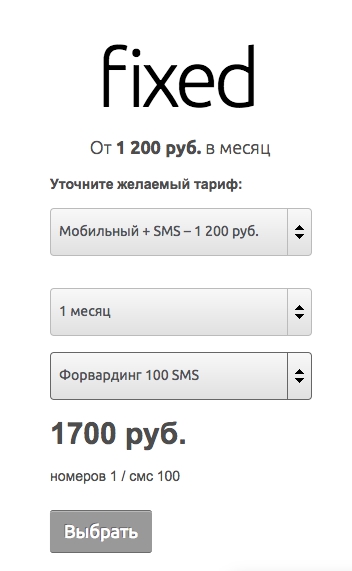 fixed
От 1 200 руб. в месяц
Уточните желаемый тариф:
Мобильный + SMS – 1 200 руб.
1 месяц
Форвардинг 100 SMS
1700 руб.
номеров 1 / смс 100
Выбрать